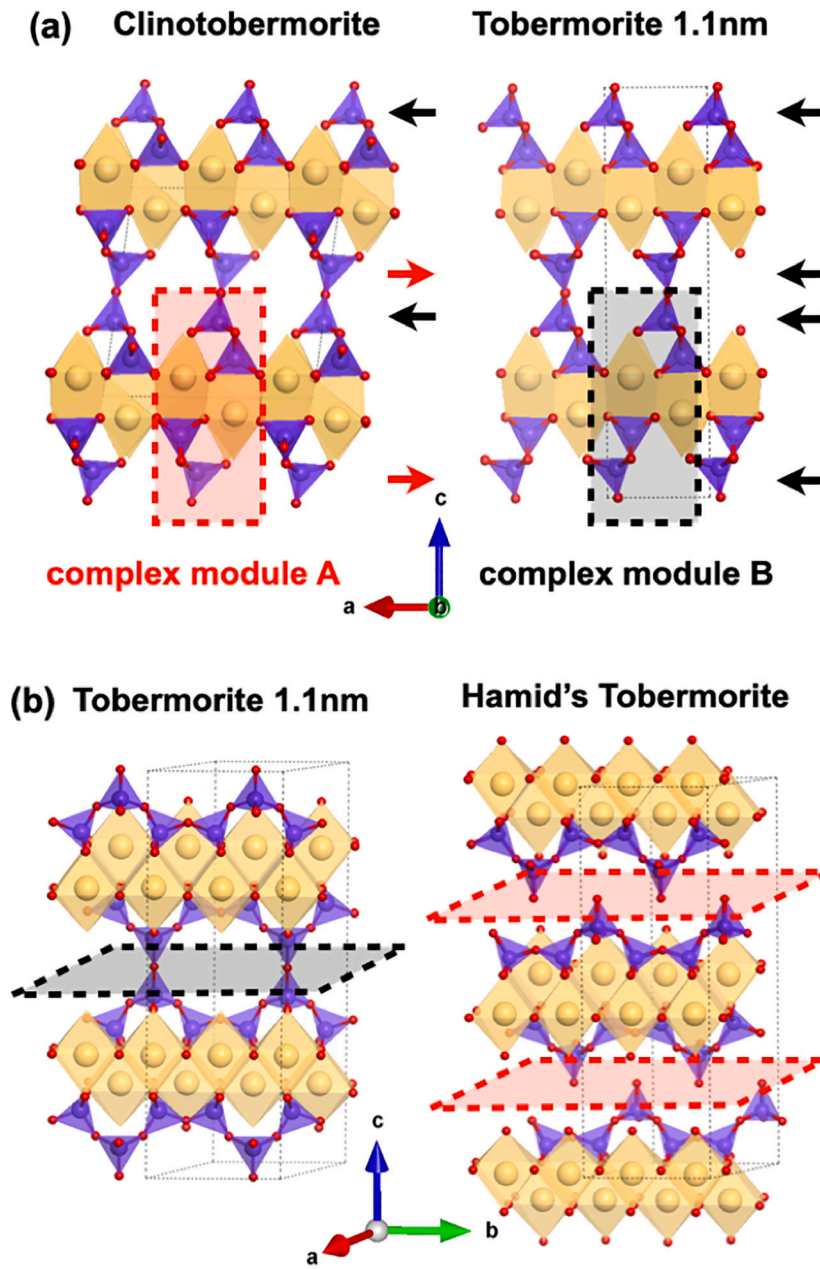 (a) Clinotobermorite Tobermorite 1.1nm
c
complex module A complex module B
a b
(b) Tobermorite 1.1nm Hamid's Tobermorite
c
b
a